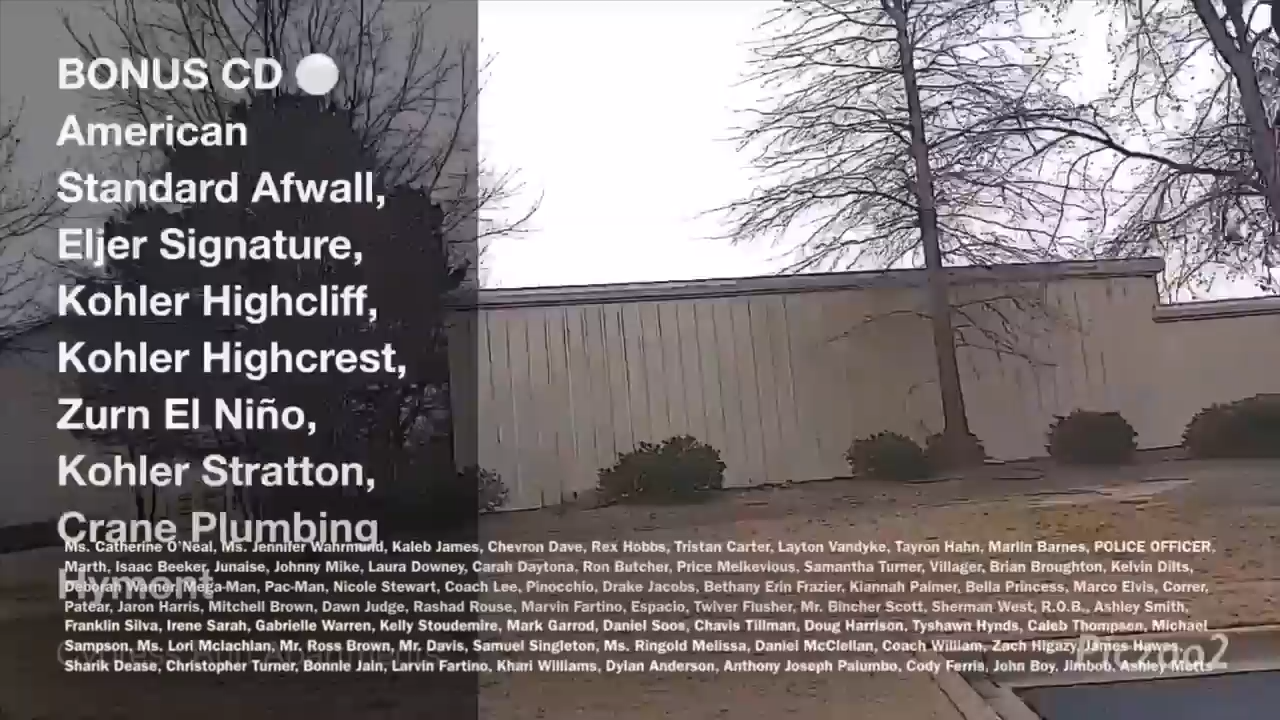 BONUS CD
American
Standard Afwall,
Eljer Signature,
Kohler Highcliff,
Kohler Highcrest,
Zurn El Niño,
Kohler Stratton,
Crane Plumbing
Ms. Catherine O'Neal, Ms. Jennifer Wahrmund, Kaleb James, Chevron Dave, Rex Hobbs, Tristan Carter, Layton Vandyke, Tayron Hahn, Marlin Barnes, POLICE OFFICER,
Marth, Isaac Beeker, Junaise, Johnny Mike, Laura Downey, Carah Daytona, Ron Butcher, Price Melkevious, Samantha Turner, Villager, Brian Broughton, Kelvin Dilts,
Deborah Warner, Mega-Man, Pac-Man, Nicole Stewart, Coach Lee, Pinocchio, Drake Jacobs, Bethany Erin Frazier, Kiannah Palmer, Bella Princess, Marco Elvis, Correr,
Patear, Jaron Harris, Mitchell Brown, Dawn Judge, Rashad Rouse, Marvin Fartino, Espacio, Twiver Flusher, Mr. Bincher Scott, Sherman West, R.O.B., Ashley Smith,
Franklin Silva, Irene Sarah, Gabrielle Warren, Kelly Stoudemire, Mark Garrod, Daniel Soos, Chavis Tillman, Doug Harrison, Tyshawn Hynds, Caleb Thompson, Michael
Sampson, Ms. Lori Mclachlan, Mr. Ross Brown, Mr. Davis, Samuel Singleton, Ms. Ringold Melissa, Daniel McClellan, Coach William, Zach Higazy, James Hawes,
Sharik Dease, Christopher Turner, Bonnie Jain, Larvin Fartino, Khari Williams, Dylan Anderson, Anthony Joseph Palumbo, Cody Ferris, John Boy, Jimbob, Ashley Metts